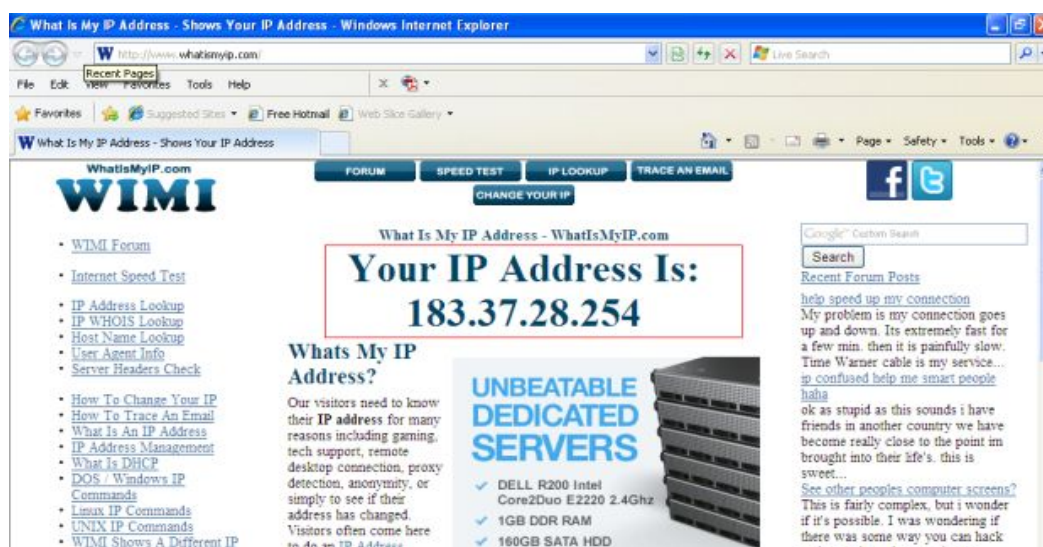 What Is My IP Address - Shows Your IP Address - Windows Internet Explorer
http://www.whatismyip.com/
Live Search
Recent Pages
File Edit View Favorites Tools Help
Favorites Suggested Sites Free Hotmail Web Slice Gallery
What Is My IP Address - Shows Your IP Address
Page Safety Tools
WhatIsMyIP.com
WIMI
FORUM SPEED TEST IP LOOKUP TRACE AN EMAIL
CHANGE YOUR IP
WIMI Forum
Internet Speed Test
IP Address Lookup
IP WHOIS Lookup
Host Name Lookup
User Agent Info
Server Headers Check
How To Change Your IP
How To Trace An Email
What Is An IP Address
IP Address Management
What Is DHCP
DOS / Windows IP
Commands
Linux IP Commands
UNIX IP Commands
WIMI Shows A Different IP
What Is My IP Address - WhatIsMyIP.com
Your IP Address Is:
183.37.28.254
Whats My IP
Address?
Our visitors need to know
their IP address for many
reasons including gaming,
tech support, remote
desktop connection, proxy
detection, anonymity, or
simply to see if their
address has changed.
Visitors often come here
to do an IP Address
UNBEATABLE
DEDICATED
SERVERS
DELL R200 Intel
Core2Duo E2220 2.4Ghz
1GB DDR RAM
160GB SATA HDD
Google Custom Search
Search
Recent Forum Posts
help speed up my connection
My problem is my connection goes
up and down. Its extremely fast for
a few min. then it is painfully slow.
Time Warner cable is my service...
ip confused help me smart people
haha
ok as stupid as this sounds i have
friends in another country we have
become really close to the point im
brought into their life's. this is
sweet...
See other peoples computer screens?
This is fairly complex, but i wonder
if it's possible. I was wondering if
there was some way you can hack